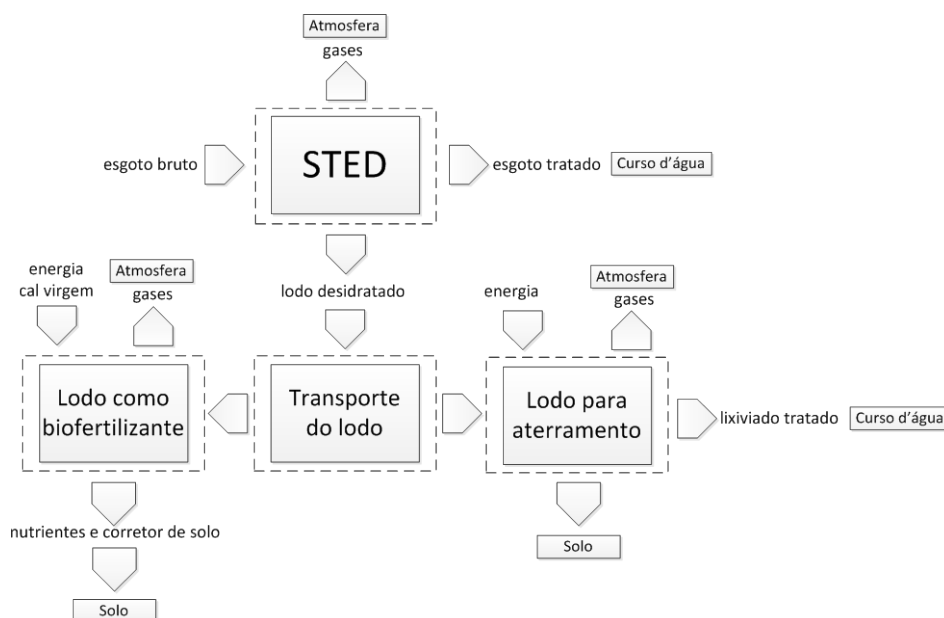 Atmosfera
gases
esgoto bruto
STED
esgoto tratado
Curso d'água
energia
cal virgem
Atmosfera
gases
lodo desidratado
energia
Atmosfera
gases
Lodo como
biofertilizante
Transporte
do lodo
Lodo para
aterramento
lixiviado tratado
Curso d'água
nutrientes e corretor de solo
Solo
Solo